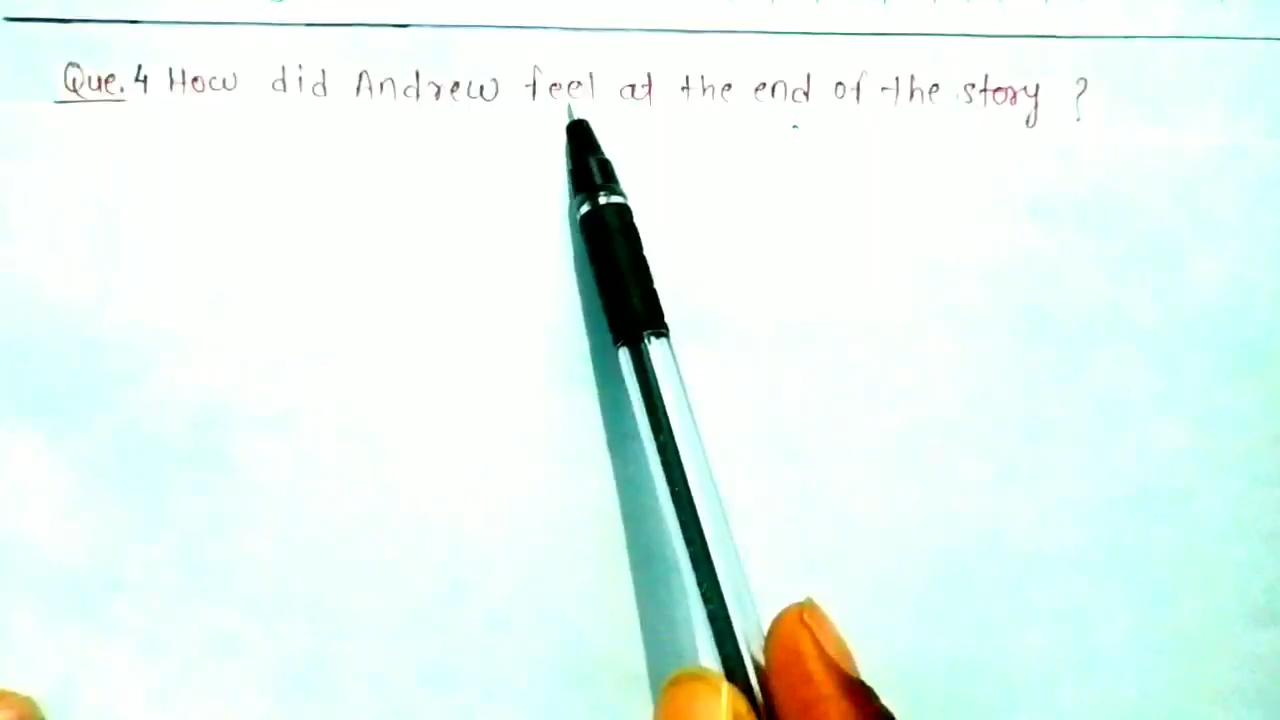 Que. 4 How did Andrew feel at the end of the story ?